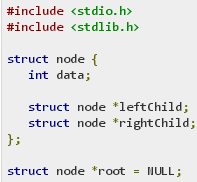 #include <stdio.h>
#include <stdlib.h>
struct node {
int data;
struct node *leftChild;
struct node *rightChild;
};
struct node *root = NULL;